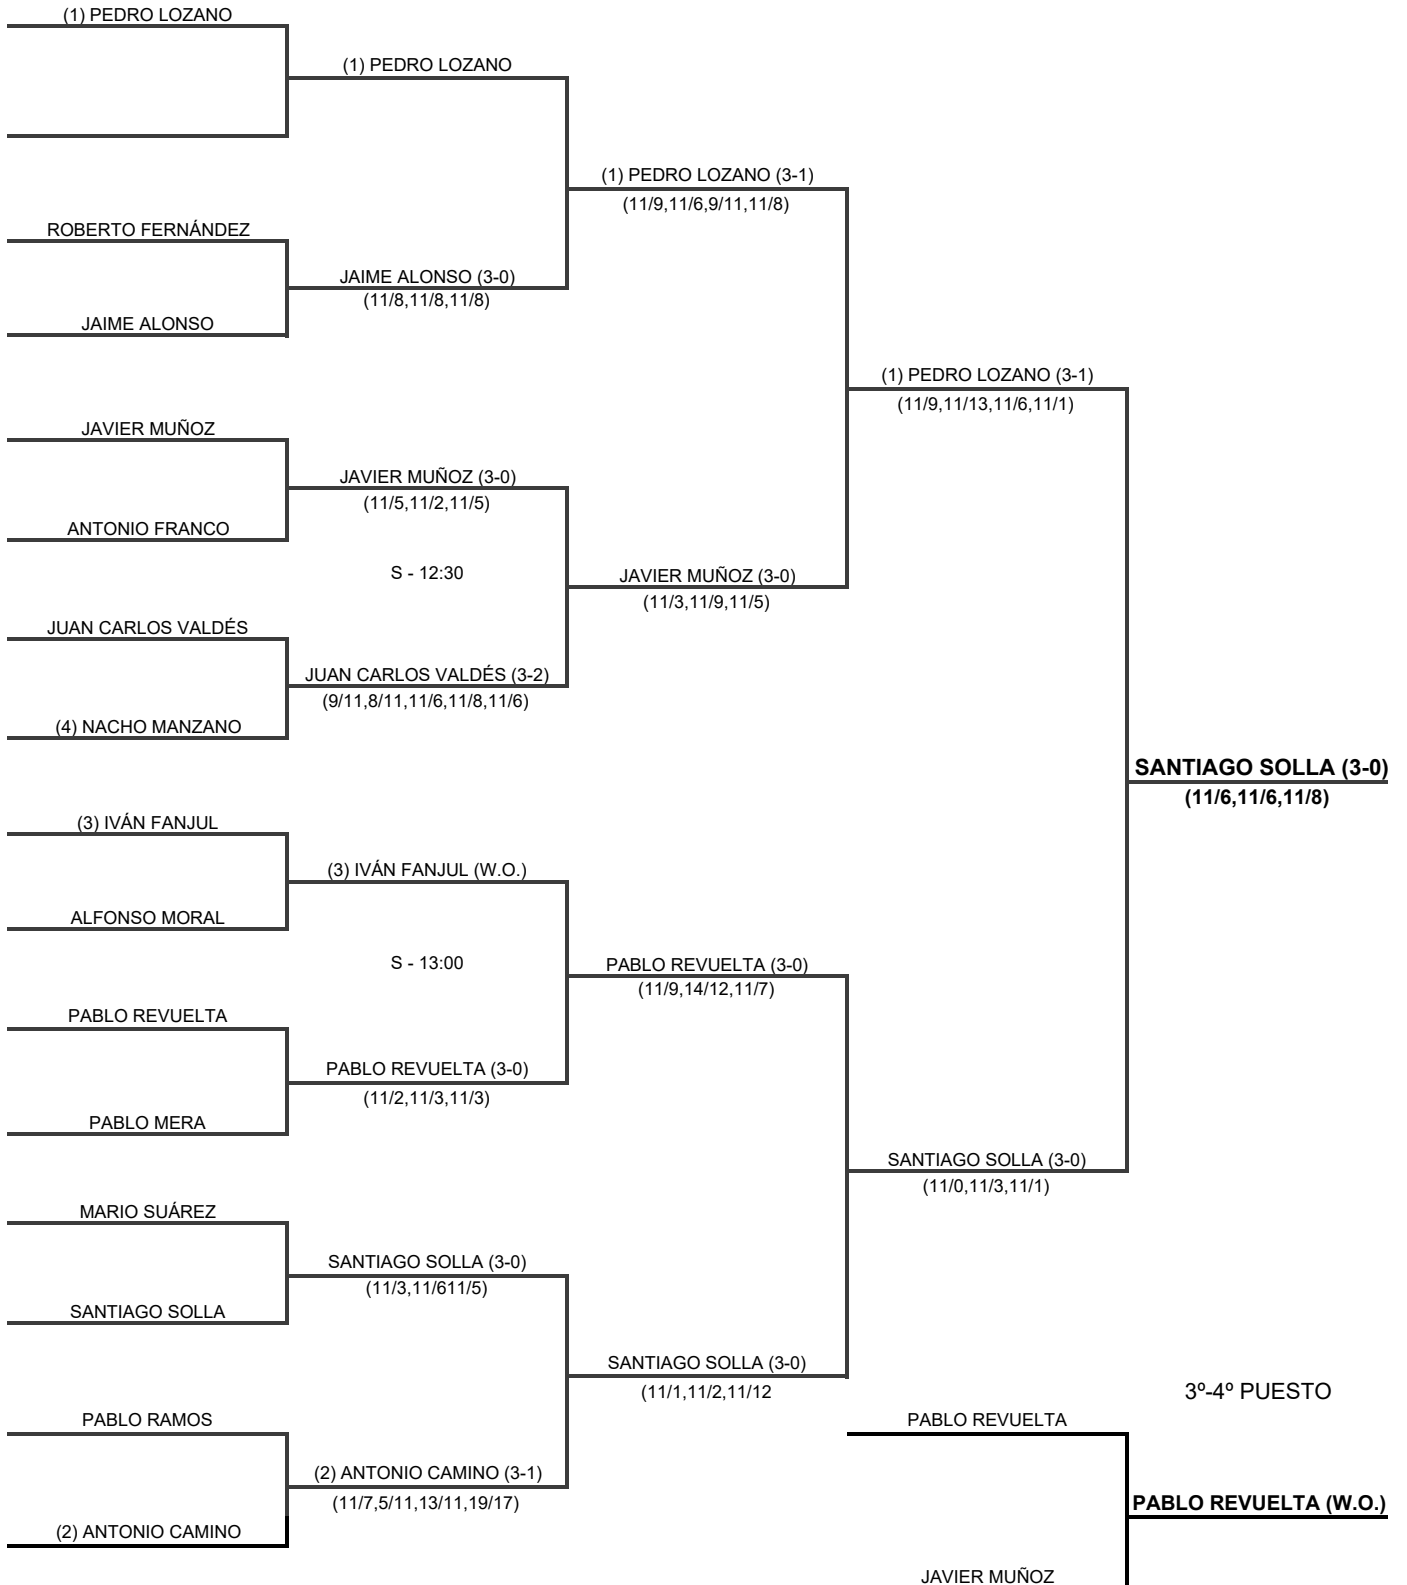 (1) PEDRO LOZANO
(1) PEDRO LOZANO
(1) PEDRO LOZANO (3-1)
(11/9,11/6,9/11,11/8)
ROBERTO FERNÁNDEZ
JAIME ALONSO (3-0)
(11/8,11/8,11/8)
JAIME ALONSO
(1) PEDRO LOZANO (3-1)
(11/9,11/13,11/6,11/1)
JAVIER MUÑOZ
JAVIER MUÑOZ (3-0)
(11/5,11/2,11/5)
ANTONIO FRANCO
S - 12:30
JAVIER MUÑOZ (3-0)
(11/3,11/9,11/5)
JUAN CARLOS VALDÉS
JUAN CARLOS VALDÉS (3-2)
(9/11,8/11,11/6,11/8,11/6)
(4) NACHO MANZANO
SANTIAGO SOLLA (3-0)
(11/6,11/6,11/8)
(3) IVÁN FANJUL
(3) IVÁN FANJUL (W.O.)
ALFONSO MORAL
S - 13:00
PABLO REVUELTA (3-0)
(11/9,14/12,11/7)
PABLO REVUELTA
PABLO REVUELTA (3-0)
(11/2,11/3,11/3)
PABLO MERA
SANTIAGO SOLLA (3-0)
(11/0,11/3,11/1)
MARIO SUÁREZ
SANTIAGO SOLLA (3-0)
(11/3,11/611/5)
SANTIAGO SOLLA
SANTIAGO SOLLA (3-0)
(11/1,11/2,11/12
3º-4º PUESTO
PABLO RAMOS
PABLO REVUELTA
(2) ANTONIO CAMINO (3-1)
(11/7,5/11,13/11,19/17)
PABLO REVUELTA (W.O.)
(2) ANTONIO CAMINO
JAVIER MUÑOZ